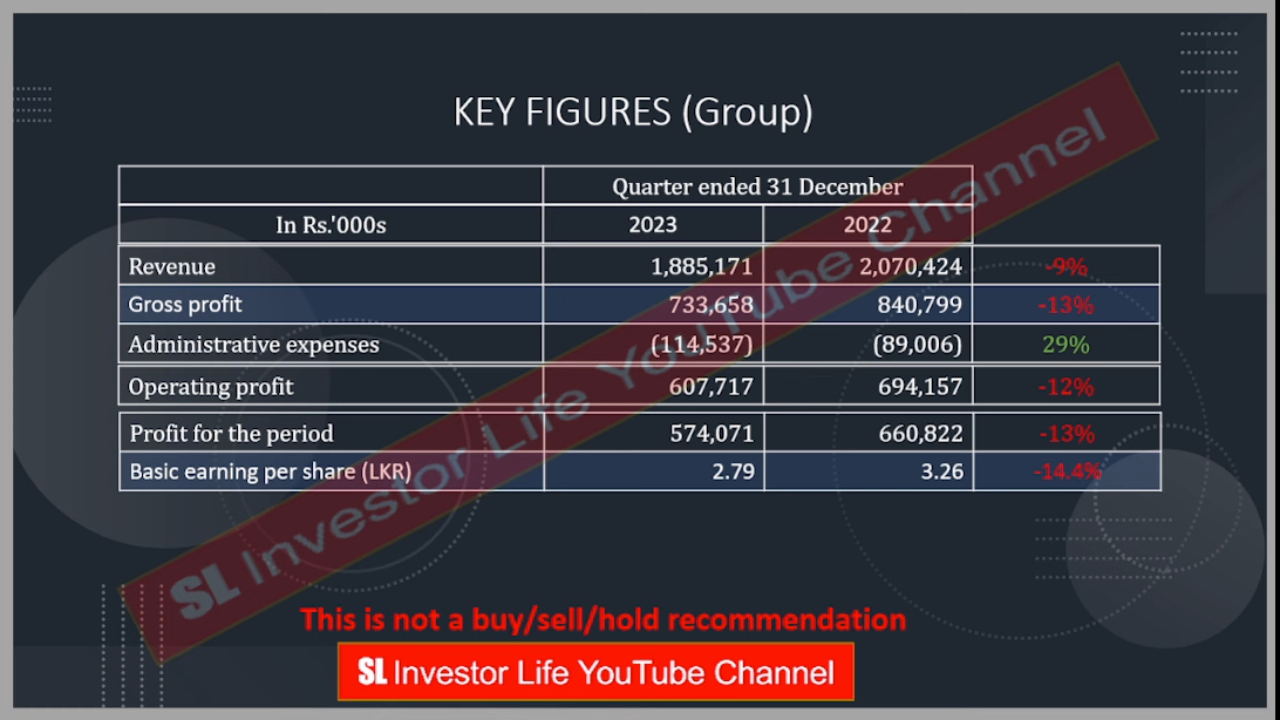 KEY FIGURES (Group)
Quarter ended 31 December
In Rs.'000s 2023 2022
Revenue 1,885,171 2,070,424 -9%
Gross profit 733,658 840,799 -13%
Administrative expenses (114,537) (89,006) 29%
Operating profit 607,717 694,157 -12%
Profit for the period 574,071 660,822 -13%
Basic earning per share (LKR) 2.79 3.26 -14.4%
SL Investor Life YouTube Channel
This is not a buy/sell/hold recommendation
SL Investor Life YouTube Channel